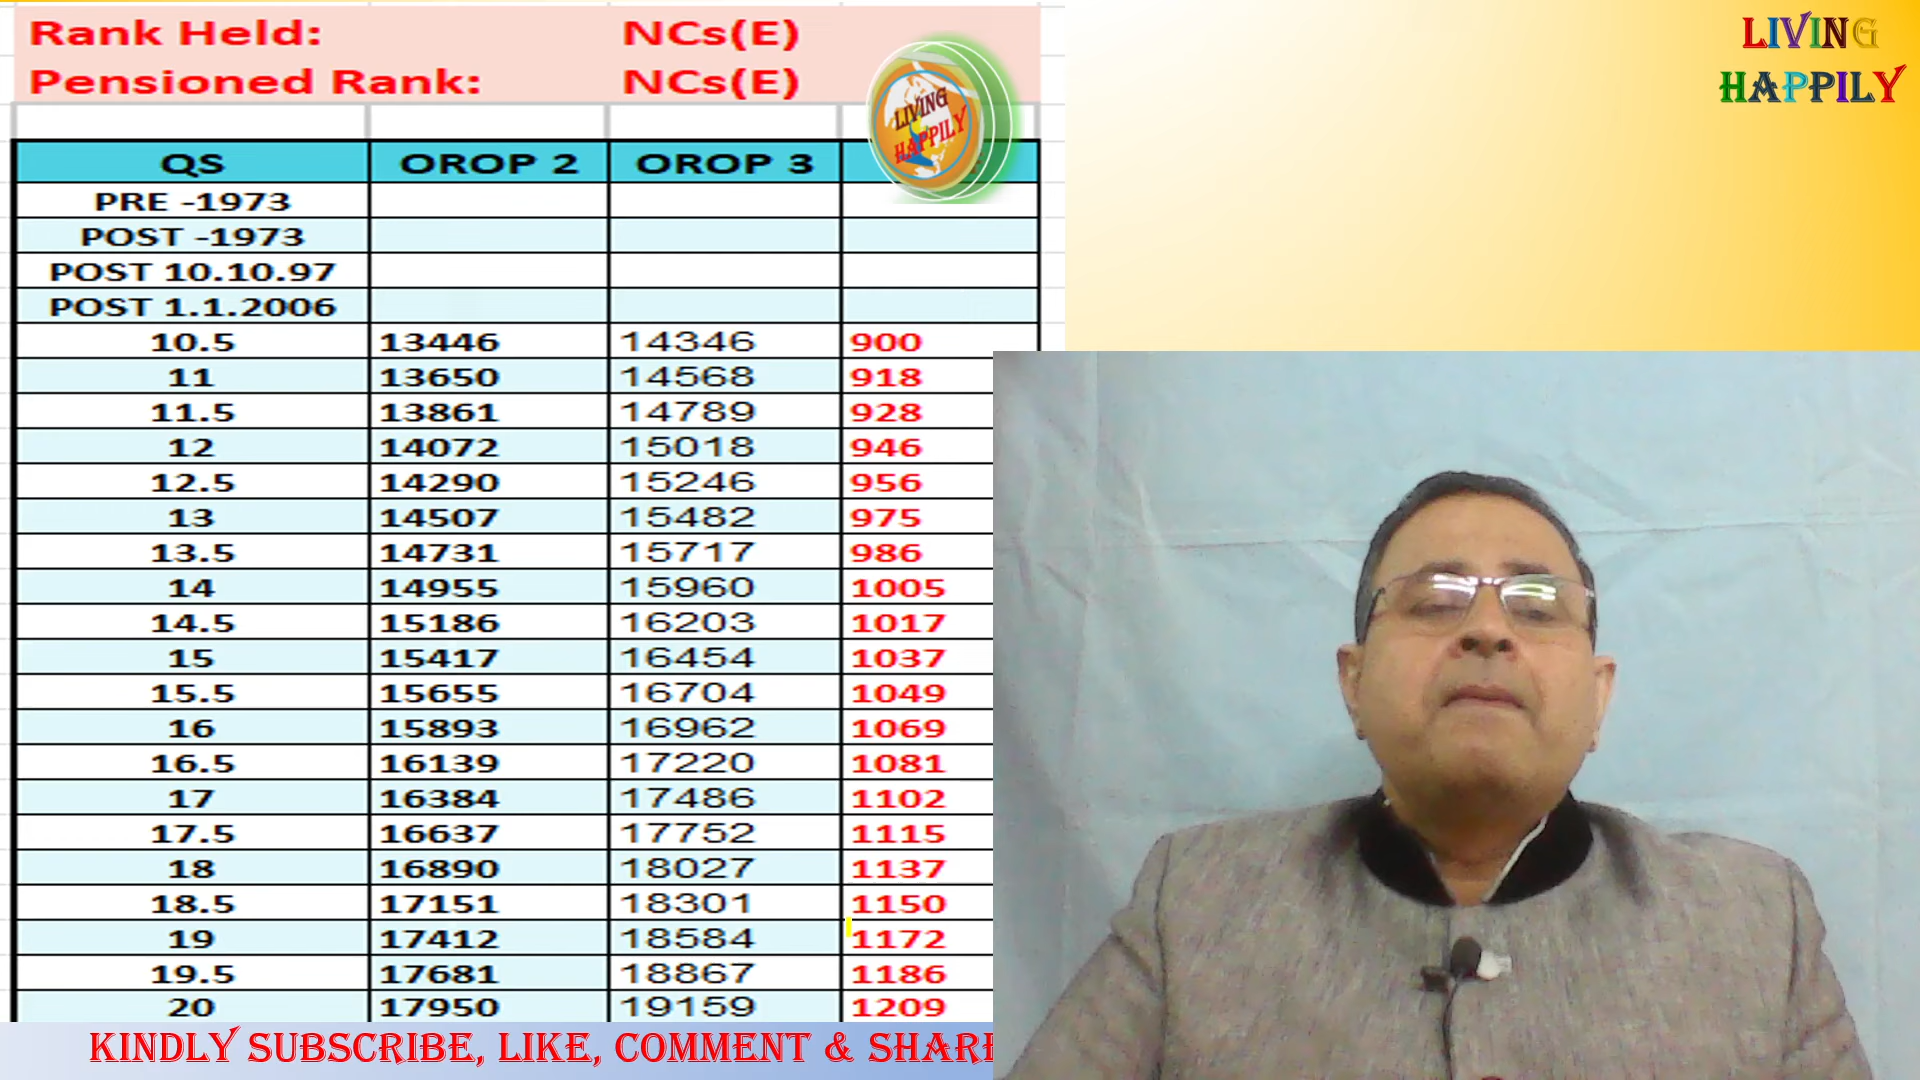 Rank Held: NCs(E)
Pensioned Rank: NCs(E)
LIVING
HAPPILY
LIVING
HAPPILY
QS OROP 2 OROP 3
PRE -1973
POST -1973
POST 10.10.97
POST 1.1.2006
10.5 13446 14346 900
11 13650 14568 918
11.5 13861 14789 928
12 14072 15018 946
12.5 14290 15246 956
13 14507 15482 975
13.5 14731 15717 986
14 14955 15960 1005
14.5 15186 16203 1017
15 15417 16454 1037
15.5 15655 16704 1049
16 15893 16962 1069
16.5 16139 17220 1081
17 16384 17486 1102
17.5 16637 17752 1115
18 16890 18027 1137
18.5 17151 18301 1150
19 17412 18584 1172
19.5 17681 18867 1186
20 17950 19159 1209
KINDLY SUBSCRIBE, LIKE, COMMENT &